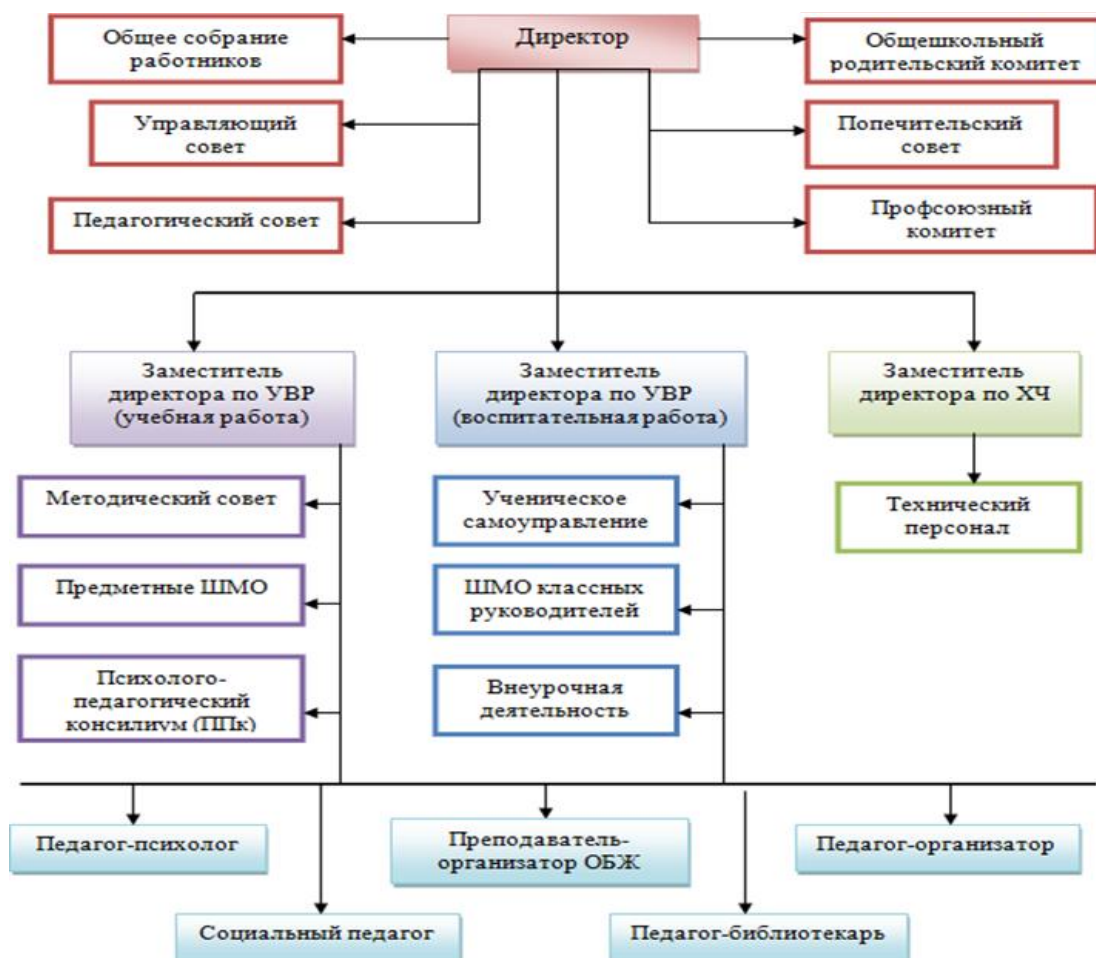 Общее собрание
работников
Директор
Общешкольный
родительский комитет
Управляющий
совет
Попечительский
совет
Педагогический совет
Профсоюзный
комитет
Заместитель
директора по УВР
(учебная работа)
Заместитель
директора по УВР
(воспитательная работа)
Заместитель
директора по ХЧ
Методический совет
Ученическое
самоуправление
Технический
персонал
Предметные ШМО
ШМО классных
руководителей
Психолого-
педагогический
консилиум (ППк)
Внеурочная
деятельность
Педагог-психолог
Преподаватель-
организатор ОБЖ
Педагог-организатор
Социальный педагог
Педагог-библиотекарь